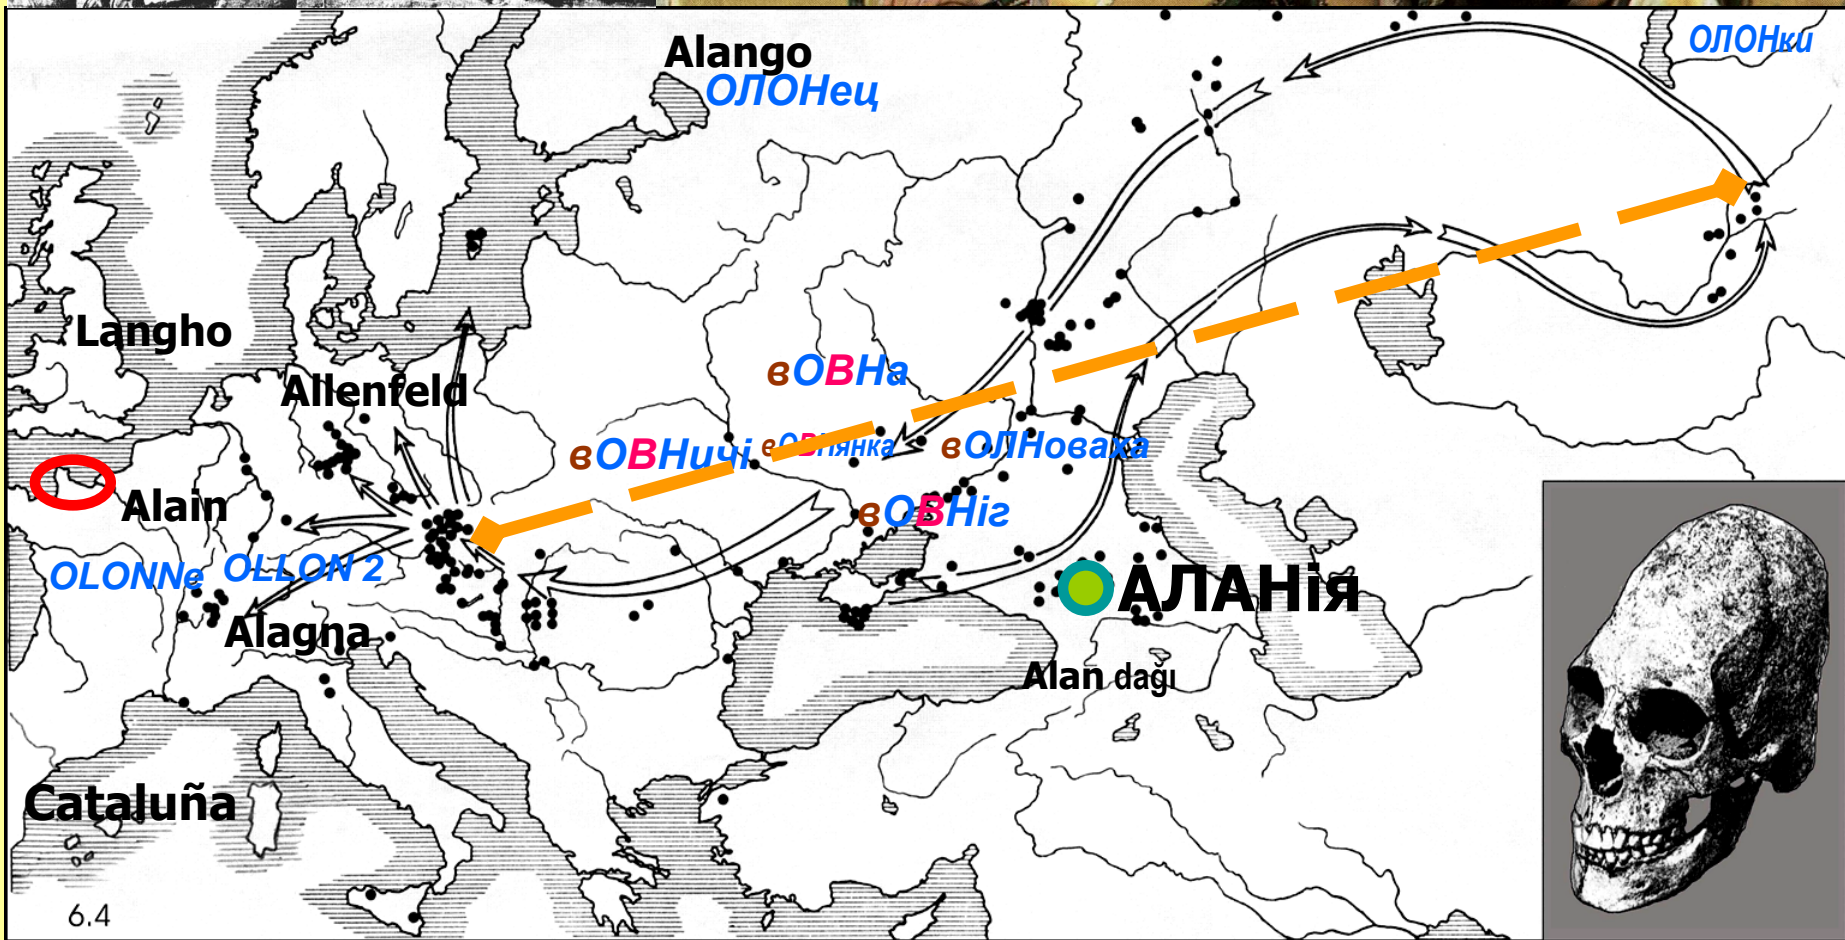 Alango
ОЛОНец
ОЛОНки
Langho
Allenfeld
вОВНа
вОВНичі
вОЛНоваха
Alain
вОВНіг
OLONNe
OLLON 2
АЛАНія
Alagna
Alan dağı
Cataluña
6.4